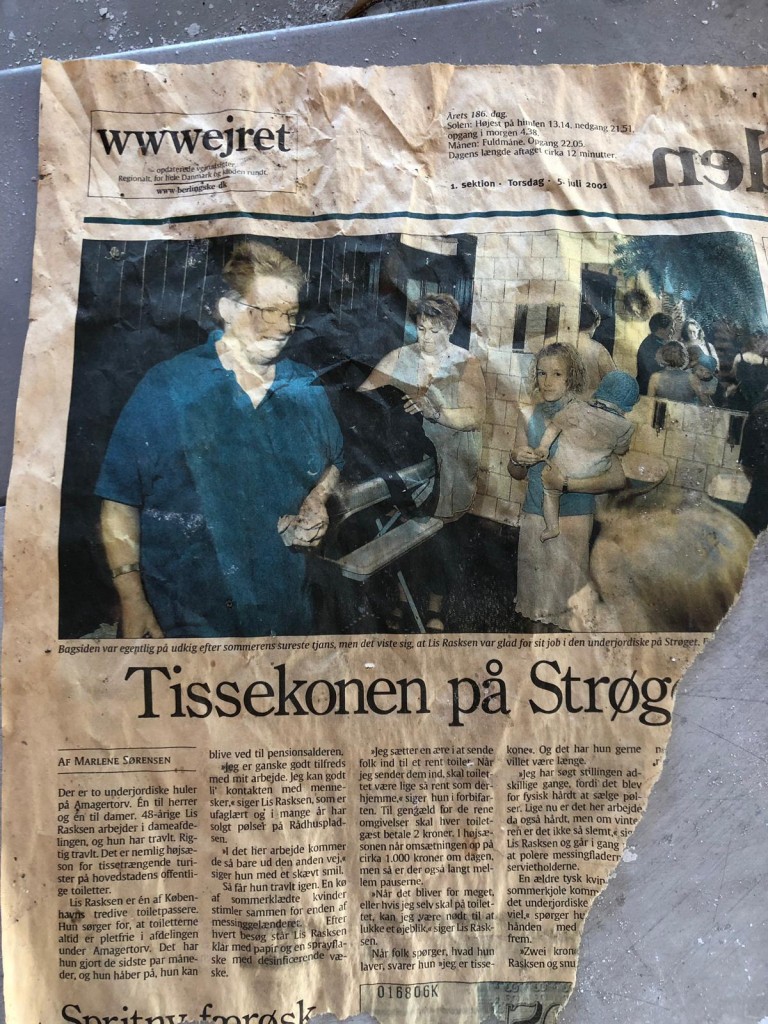 wwwejret
opdaterede vejrudsigter.
Regionalt, for hele Danmark og kloden rundt.
www.berlingske.dk
Årets 186. dag.
Solen: Højest på himlen 13.14. nedgang 21.51.
opgang i morgen 4.38.
Månen: Fuldmåne. Opgang 22.05.
Dagens længde aftaget cirka 12 minutter.
1. sektion · Torsdag · 5. juli 2001
Bagsiden var egentlig på udkig efter sommerens sureste tjans, men det viste sig, at Lis Rasksen var glad for sit job i den underjordiske på Strøget.
Tissekonen på Strøg
AF MARLENE SØRENSEN
Der er to underjordiske huler
på Amagertorv. Én til herrer
og én til damer. 48-årige Lis
Rasksen arbejder i dameafde-
lingen, og hun har travlt. Rig-
tig travlt. Det er nemlig højsæ-
son for tissetrængende turi-
ster på hovedstadens offentli-
ge toiletter.
Lis Rasksen er én af Køben-
havns tredive toiletpassere.
Hun sørger for, at toiletterne
altid er pletfrie i afdelingen
under Amagertorv. Det har
hun gjort de sidste par måne-
der, og hun håber på, hun kan
blive ved til pensionsalderen.
»Jeg er ganske godt tilfreds
med mit arbejde. Jeg kan godt
li' kontakten med menne-
sker,« siger Lis Rasksen, som er
ufaglært og i mange år har
solgt pølser på Rådhusplad-
sen.
»I det her arbejde kommer
de så bare ud den anden vej,«
siger hun med et skævt smil.
Så får hun travlt igen. En kø
af sommerklædte kvinder
stimler sammen for enden af
messinggelænderet. Efter
hvert besøg står Lis Rasksen
klar med papir og en sprayfla-
ske med desinficerende væ-
ske.
»Jeg sætter en ære i at sende
folk ind til et rent toilet. Når
jeg sender dem ind, skal toilet-
tet være lige så rent som der-
hjemme,« siger hun i forbifar-
ten. Til gengæld for de rene
omgivelser skal hver toilet-
gæst betale 2 kroner. I højsæ-
sonen når omsætningen op på
cirka 1.000 kroner om dagen,
men så er der også langt mel-
lem pauserne.
»Når det bliver for meget,
eller hvis jeg selv skal på toilet-
tet, kan jeg være nødt til at
lukke et øjeblik,« siger Lis Rask-
sen.
Når folk spørger, hvad hun
laver, svarer hun »jeg er tisse-
kone«. Og det har hun gerne
villet være længe.
»Jeg har søgt stillingen ad-
skillige gange, fordi det blev
for fysisk hårdt at sælge pøl-
ser. Lige nu er det her arbejde
da også hårdt, men om vinte
ren er det ikke så slemt,«
Lis Rasksen og går i gang
at polere messingfladern
servietholderne.
En ældre tysk kvin
sommerkjole komm
det underjordiske
viel,« spørger hu
hånden med
frem.
»Zwei kron
Rasksen og snu
Spritny færøsk
016806K